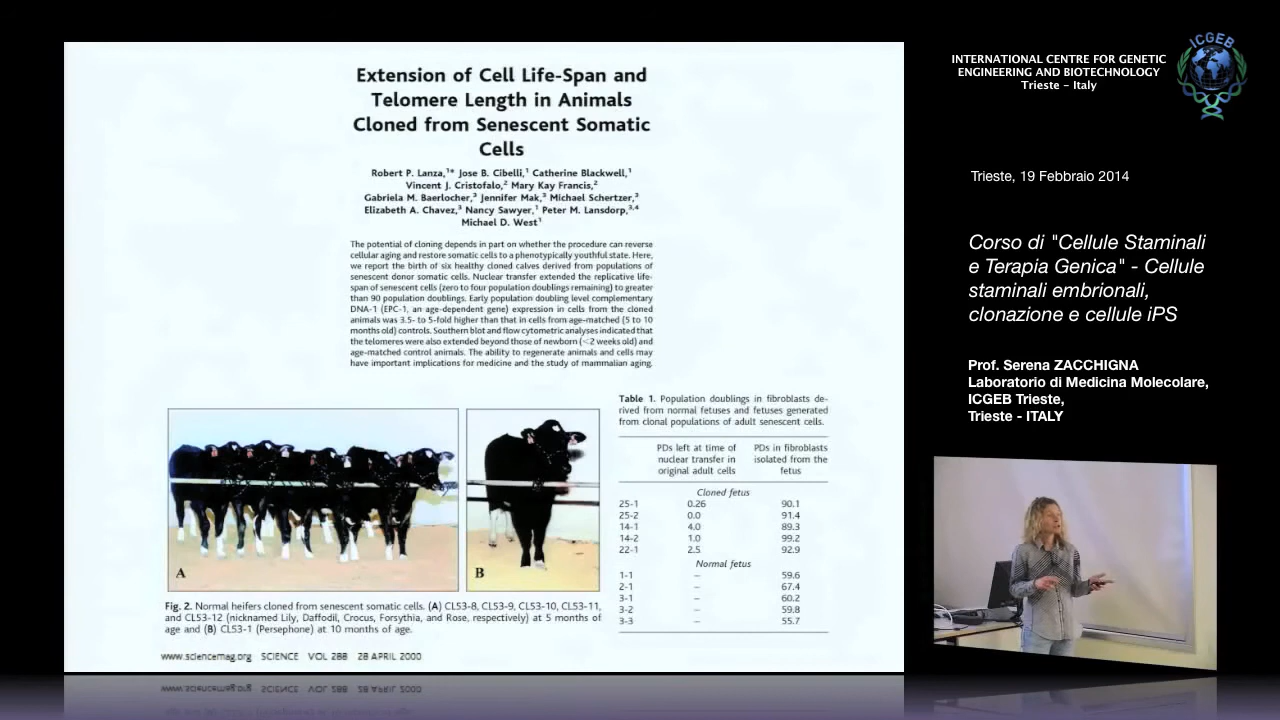 Extension of Cell Life-Span and
Telomere Length in Animals
Cloned from Senescent Somatic
Cells
Robert P. Lanza,¹* Jose B. Cibelli,¹ Catherine Blackwell,¹
Vincent J. Cristofalo,² Mary Kay Francis,²
Gabriela M. Baerlocher,³ Jennifer Mak,³ Michael Schertzer,³
Elizabeth A. Chavez,³ Nancy Sawyer,¹ Peter M. Lansdorp,³,⁴
Michael D. West¹
The potential of cloning depends in part on whether the procedure can reverse
cellular aging and restore somatic cells to a phenotypically youthful state. Here,
we report the birth of six healthy cloned calves derived from populations of
senescent donor somatic cells. Nuclear transfer extended the replicative life-
span of senescent cells (zero to four population doublings remaining) to greater
than 90 population doublings. Early population doubling level complementary
DNA-1 (EPC-1, an age-dependent gene) expression in cells from the cloned
animals was 3.5- to 5-fold higher than that in cells from age-matched (5 to 10
months old) controls. Southern blot and flow cytometric analyses indicated that
the telomeres were also extended beyond those of newborn (<2 weeks old) and
age-matched control animals. The ability to regenerate animals and cells may
have important implications for medicine and the study of mammalian aging.
A
B
Fig. 2. Normal heifers cloned from senescent somatic cells. (A) CL53-8, CL53-9, CL53-10, CL53-11,
and CL53-12 (nicknamed Lily, Daffodil, Crocus, Forsythia, and Rose, respectively) at 5 months of
age and (B) CL53-1 (Persephone) at 10 months of age.
www.sciencemag.org SCIENCE VOL 288 28 APRIL 2000
Table 1. Population doublings in fibroblasts de-
rived from normal fetuses and fetuses generated
from clonal populations of adult senescent cells.
PDs left at time of PDs in fibroblasts
nuclear transfer in isolated from the
original adult cells fetus
Cloned fetus
25-1 0.26 90.1
25-2 0.0 91.4
14-1 4.0 89.3
14-2 1.0 99.2
22-1 2.5 92.9
Normal fetus
1-1 – 59.6
2-1 – 67.4
3-1 – 60.2
3-2 – 59.8
3-3 – 55.7
INTERNATIONAL CENTRE FOR GENETIC
ENGINEERING AND BIOTECHNOLOGY
Trieste - Italy
ICGEB
Trieste, 19 Febbraio 2014
Corso di "Cellule Staminali
e Terapia Genica" - Cellule
staminali embrionali,
clonazione e cellule iPS
Prof. Serena ZACCHIGNA
Laboratorio di Medicina Molecolare,
ICGEB Trieste,
Trieste - ITALY